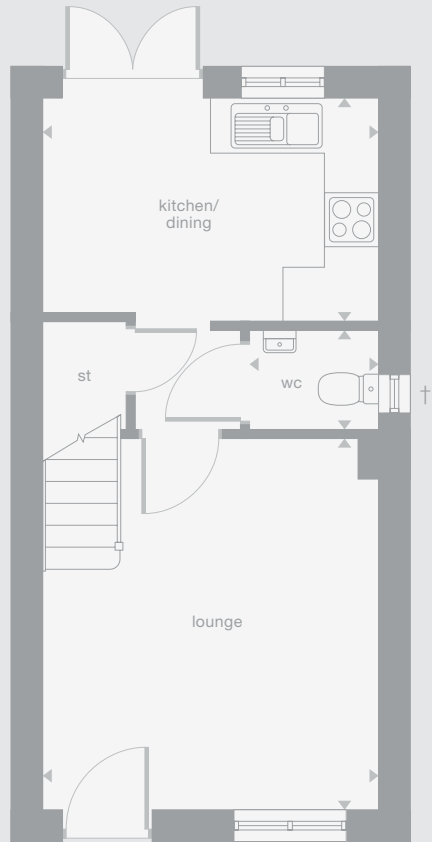 kitchen/
dining
st
wc
†
lounge